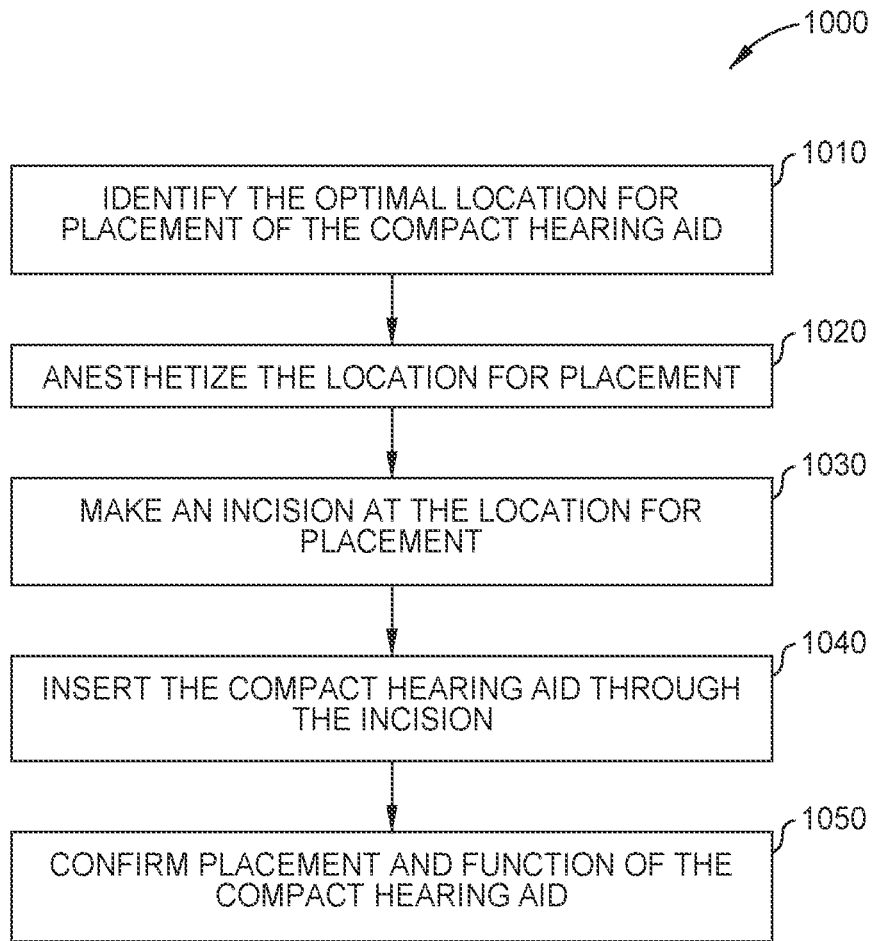 1000
1010
IDENTIFY THE OPTIMAL LOCATION FOR
PLACEMENT OF THE COMPACT HEARING AID
1020
ANESTHETIZE THE LOCATION FOR PLACEMENT
1030
MAKE AN INCISION AT THE LOCATION FOR
PLACEMENT
1040
INSERT THE COMPACT HEARING AID THROUGH
THE INCISION
1050
CONFIRM PLACEMENT AND FUNCTION OF THE
COMPACT HEARING AID